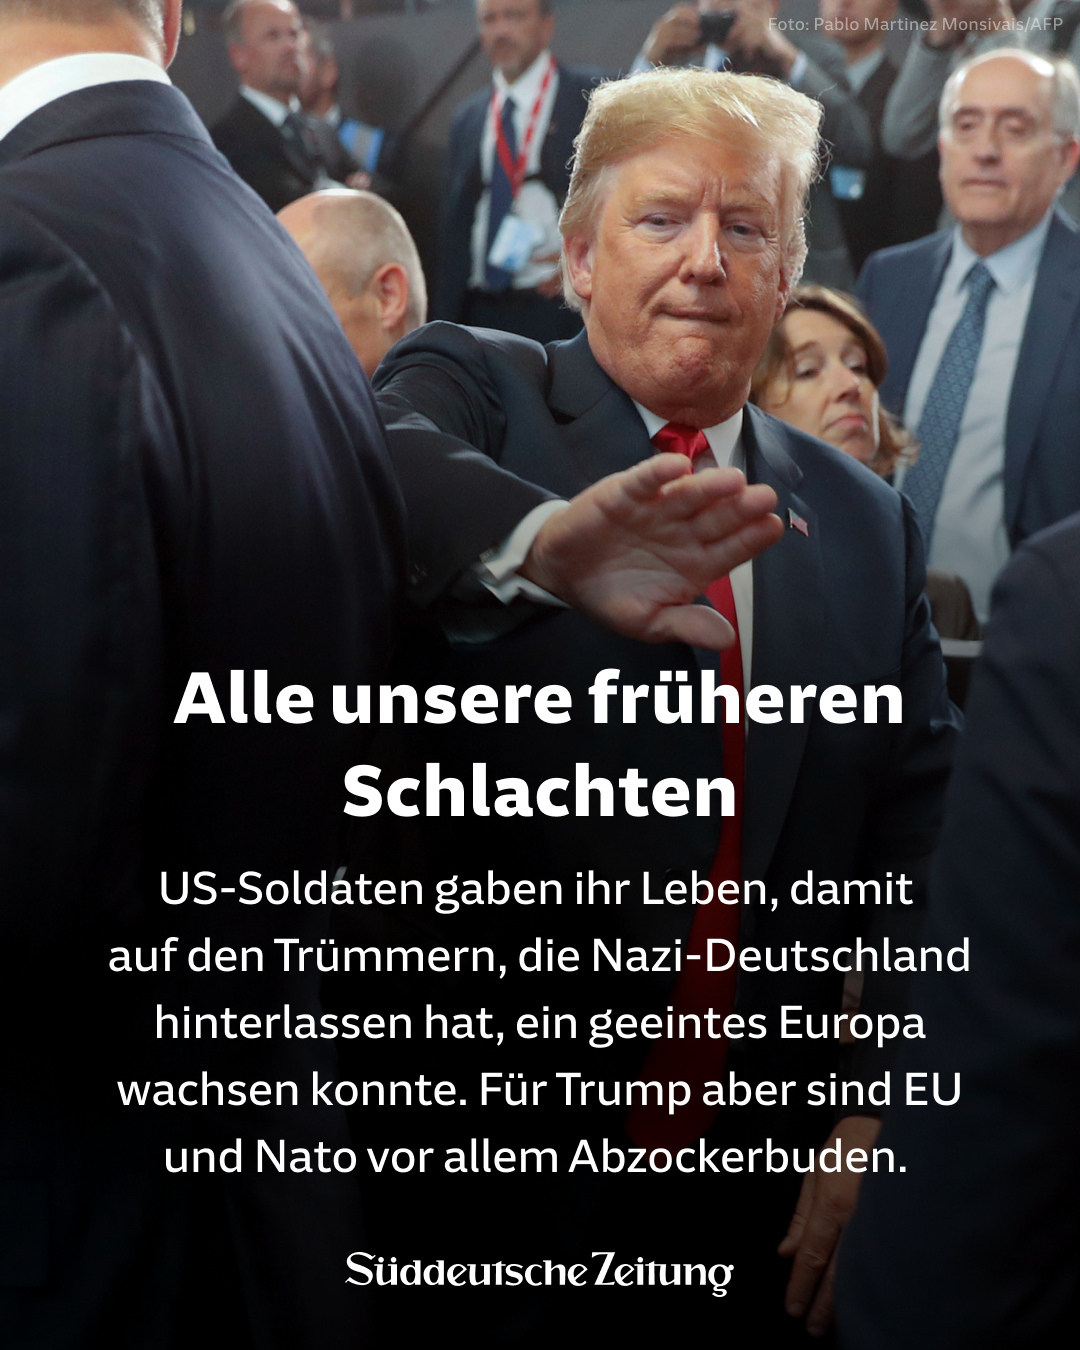 Foto: Pablo Martinez Monsivais/AFP
Alle unsere früheren
Schlachten
US-Soldaten gaben ihr Leben, damit
auf den Trümmern, die Nazi-Deutschland
hinterlassen hat, ein geeintes Europa
wachsen konnte. Für Trump aber sind EU
und Nato vor allem Abzockerbuden.
Süddeutsche Zeitung